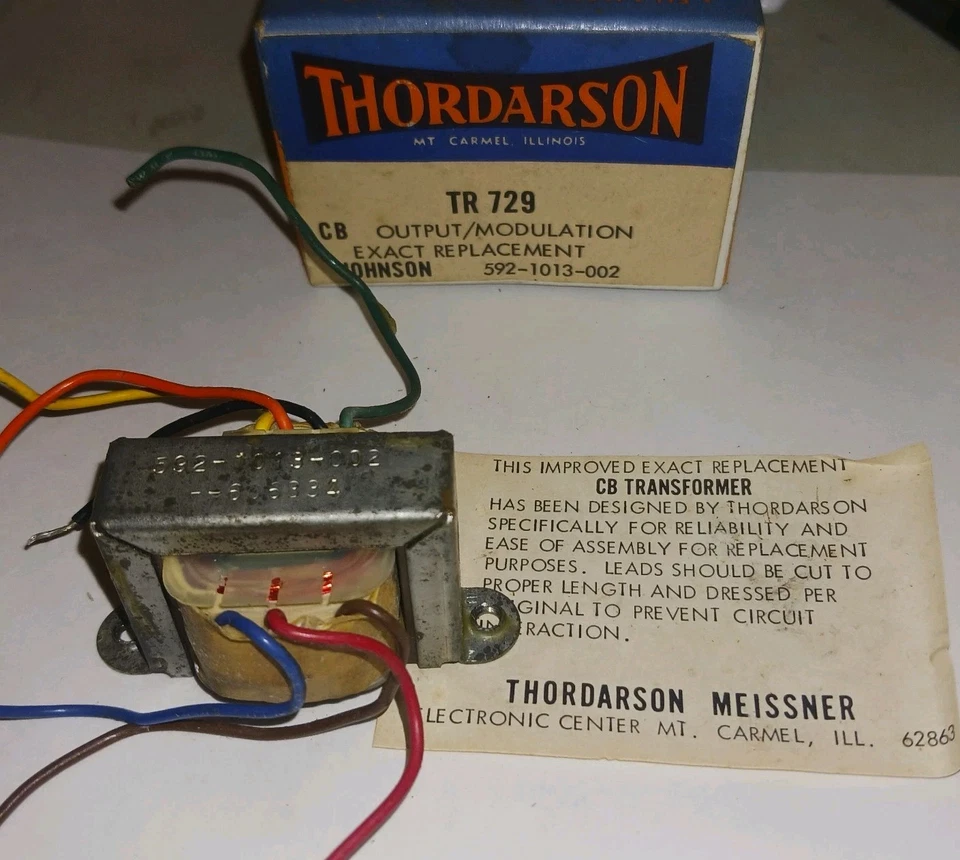 THORDARSON
MT CARMEL, ILLINOIS
TR 729
CB OUTPUT/MODULATION
EXACT REPLACEMENT
JOHNSON 592-1013-002
592-1013-002
THIS IMPROVED EXACT REPLACEMENT
CB TRANSFORMER
HAS BEEN DESIGNED BY THORDARSON
SPECIFICALLY FOR RELIABILITY AND
EASE OF ASSEMBLY FOR REPLACEMENT
PURPOSES. LEADS SHOULD BE CUT TO
PROPER LENGTH AND DRESSED PER
TO PREVENT CIRCUIT
THORDARSON MEISSNER
ELECTRONIC CENTER MT. CARMEL, ILL. 62863